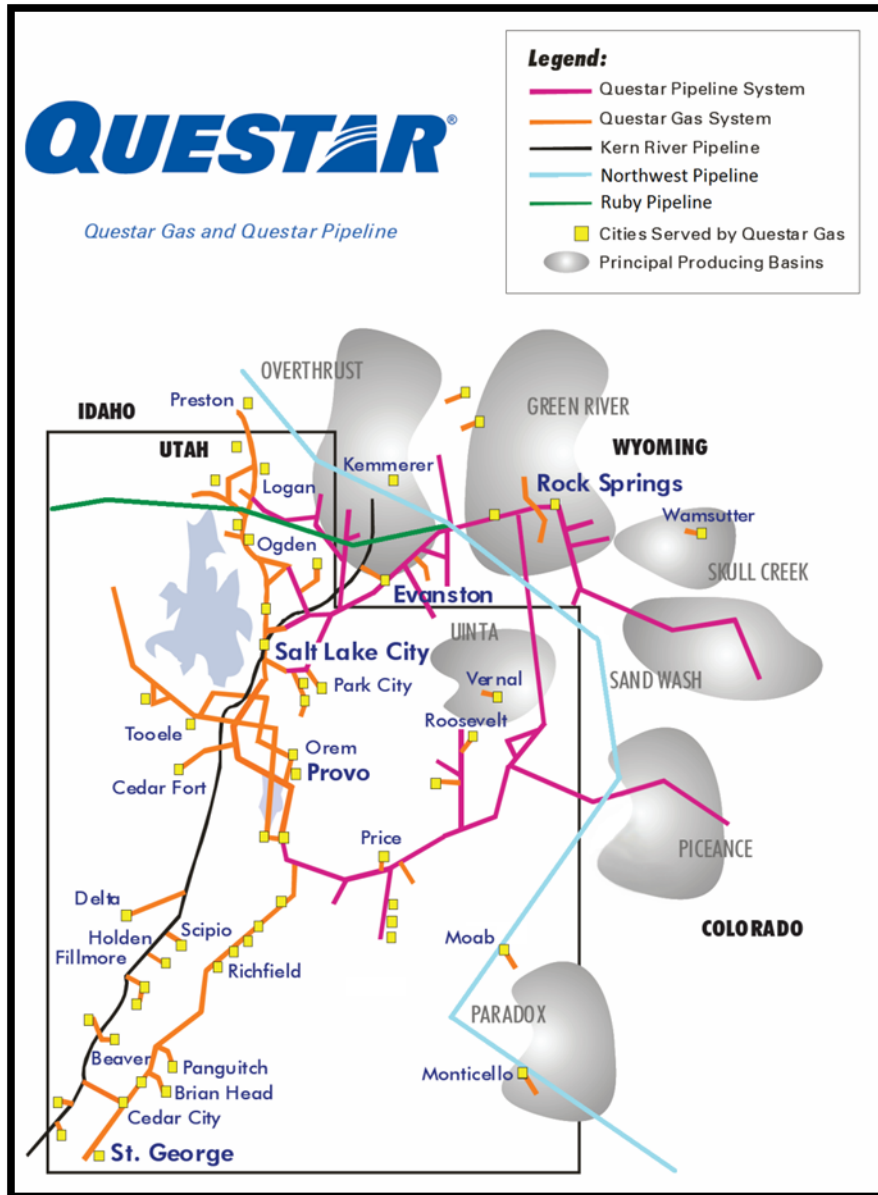 QUESTAR®
Questar Gas and Questar Pipeline
Legend:
Questar Pipeline System
Questar Gas System
Kern River Pipeline
Northwest Pipeline
Ruby Pipeline
Cities Served by Questar Gas
Principal Producing Basins
OVERTHRUST
Preston
IDAHO
GREEN RIVER
UTAH
WYOMING
Kemmerer
Logan
Rock Springs
Wamsutter
Ogden
SKULL CREEK
Evanston
UINTA
Salt Lake City
SAND WASH
Park City
Vernal
Roosevelt
Tooele
Orem
Provo
Cedar Fort
Price
PICEANCE
Delta
COLORADO
Scipio
Holden
Moab
Fillmore
Richfield
PARADOX
Beaver
Panguitch
Monticello
Brian Head
Cedar City
St. George